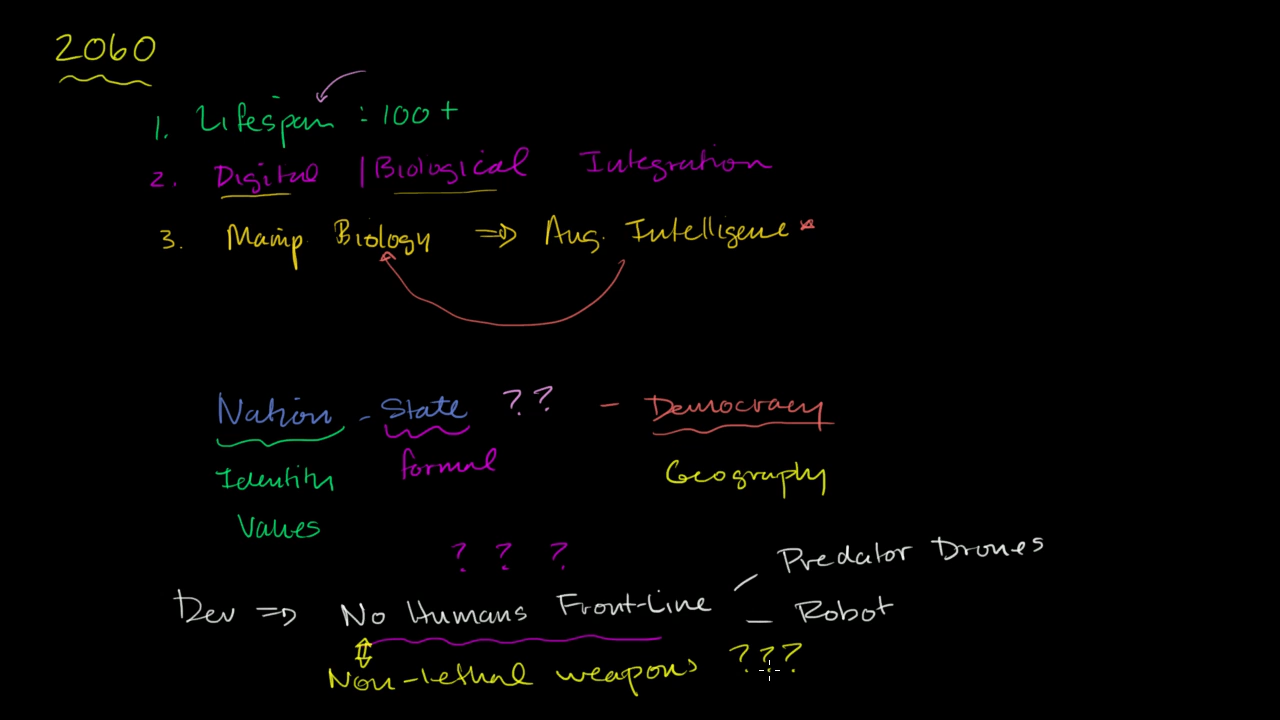 2060
1. Lifespan : 100+
2. Digital | Biological Integration
3. Manip. Biology ⇒ Aug. Intelligence *
Nation - State ?? - Democracy
Identity formal Geography
Values
? ? ?
Dev ⇒ No Humans Front-Line
Predator Drones
Robot
Non-lethal weapons ???